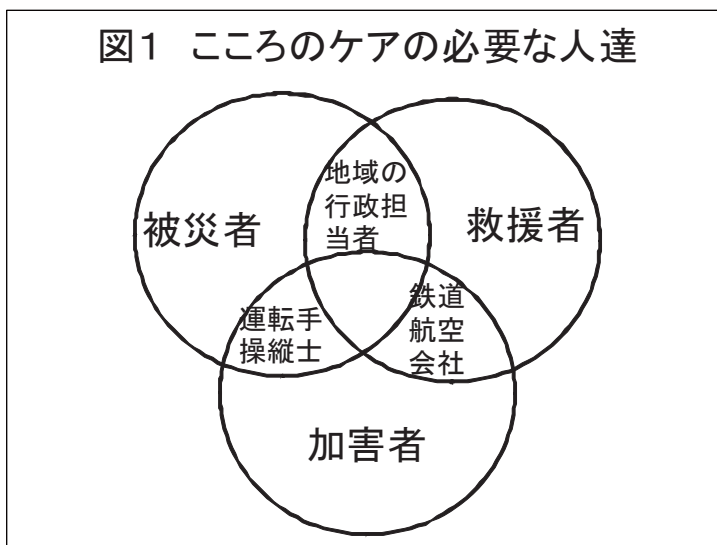 図1 こころのケアの必要な人達
地域の
行政担
当者
被災者
救援者
運転手
操縦士
鉄道
航空
会社
加害者